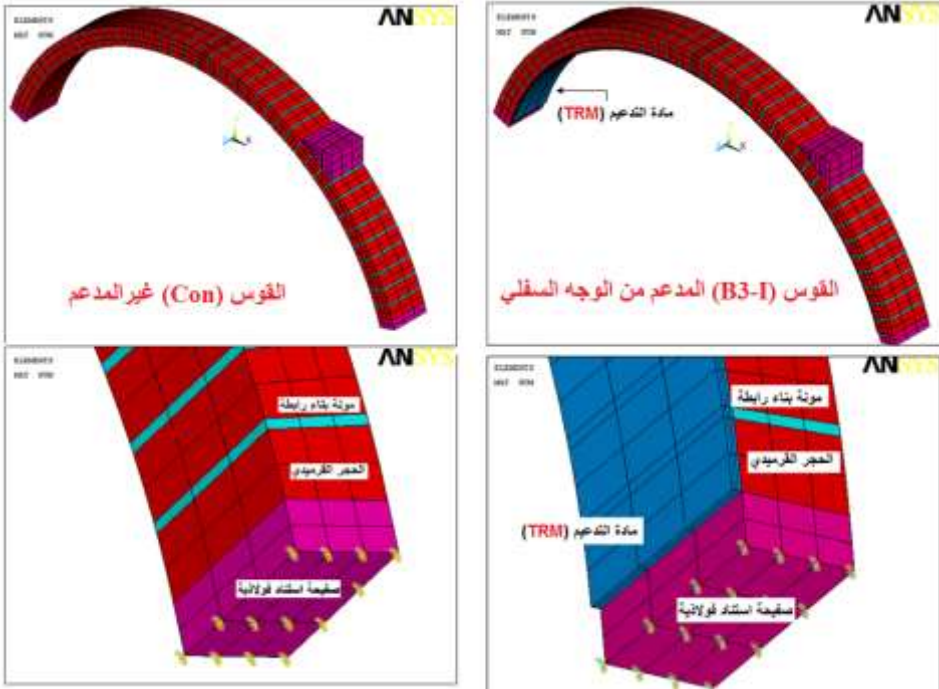 ELEMENTS
MAT NUM
ANSYS
القوس (Con) غيرالمدعم
ELEMENTS
MAT NUM
ANSYS
مادة التدعيم (TRM)
القوس (B3-I) المدعم من الوجه السفلي
ELEMENTS
MAT NUM
ANSYS
مونة بناء رابطة
الحجر القرميدي
صفيحة استناد فولاذية
ELEMENTS
MAT NUM
ANSYS
مونة بناء رابطة
الحجر القرميدي
مادة التدعيم (TRM)
صفيحة استناد فولاذية